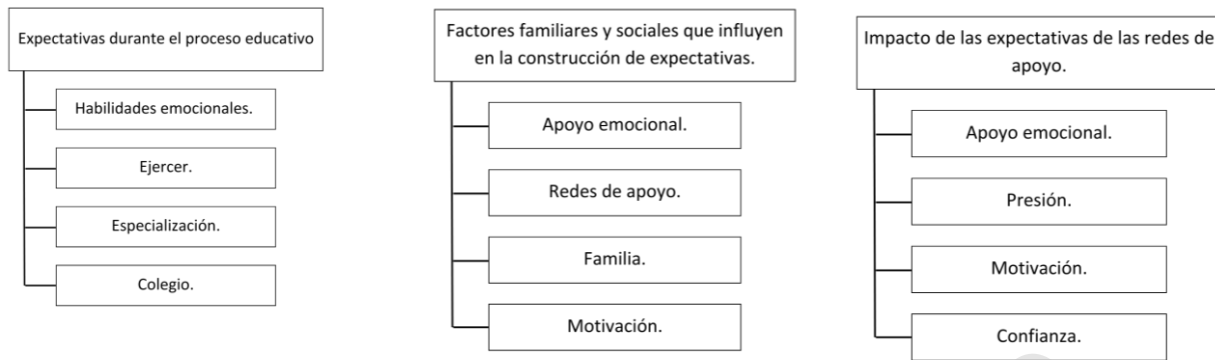 Expectativas durante el proceso educativo
Habilidades emocionales.
Ejercer.
Especialización.
Colegio.
Factores familiares y sociales que influyen
en la construcción de expectativas.
Apoyo emocional.
Redes de apoyo.
Familia.
Motivación.
Impacto de las expectativas de las redes de
apoyo.
Apoyo emocional.
Presión.
Motivación.
Confianza.